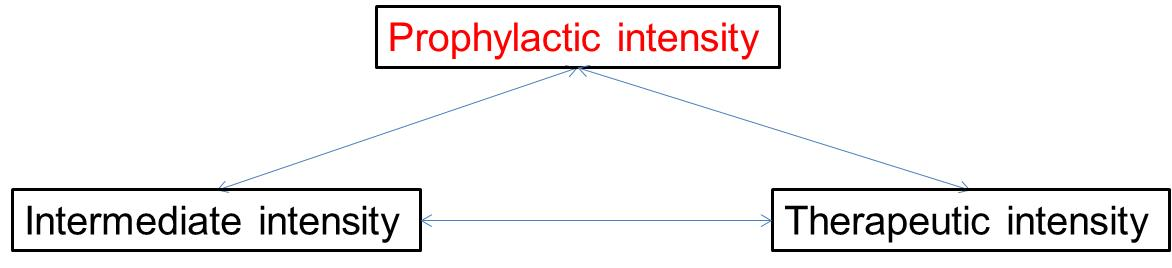 Prophylactic intensity
Intermediate intensity
Therapeutic intensity